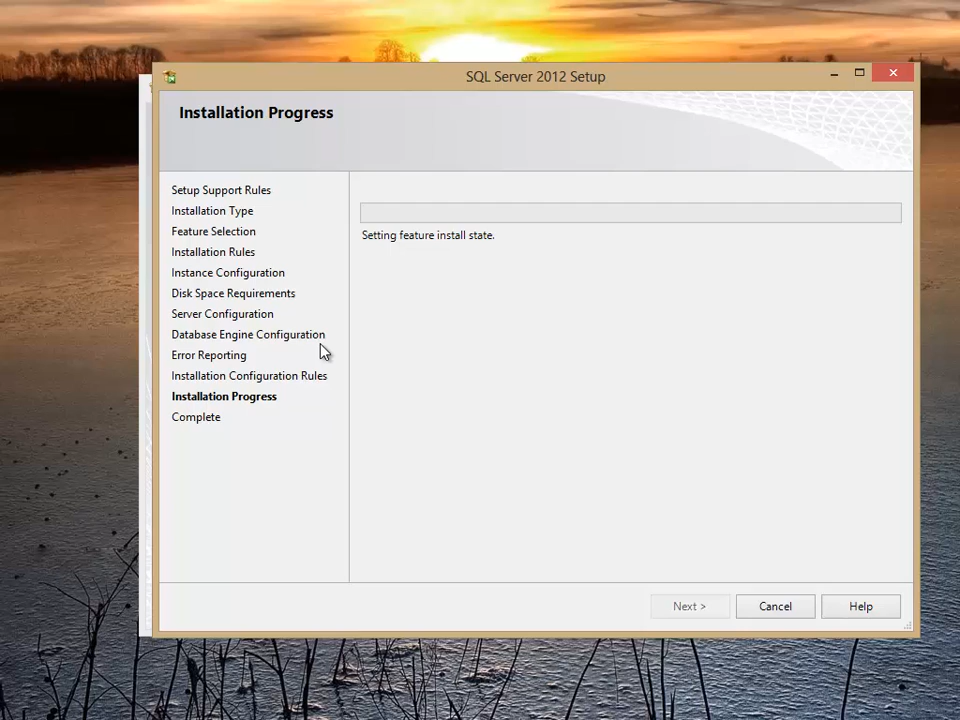 SQL Server 2012 Setup
Installation Progress
Setup Support Rules
Installation Type
Feature Selection
Installation Rules
Instance Configuration
Disk Space Requirements
Server Configuration
Database Engine Configuration
Error Reporting
Installation Configuration Rules
Installation Progress
Complete
Setting feature install state.
Next >
Cancel
Help